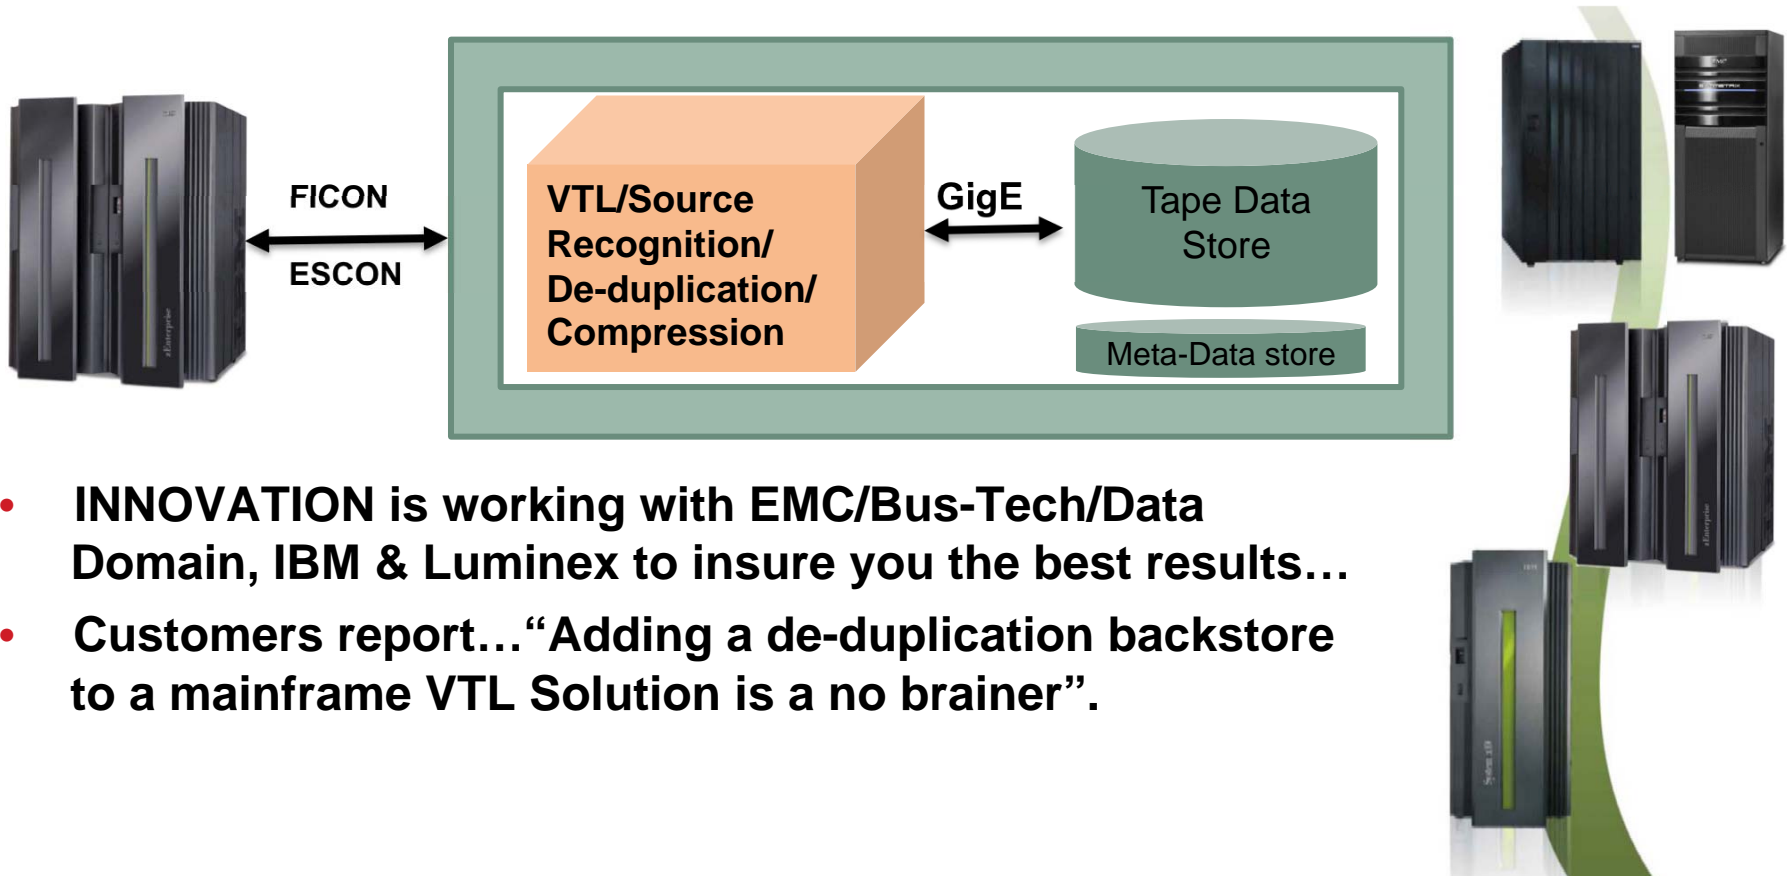 FICON
ESCON
VTL/Source
Recognition/
De-duplication/
Compression
GigE
Tape Data
Store
Meta-Data store
zEnterprise
• INNOVATION is working with EMC/Bus-Tech/Data
Domain, IBM & Luminex to insure you the best results…
• Customers report…“Adding a de-duplication backstore
to a mainframe VTL Solution is a no brainer”.
zEnterprise